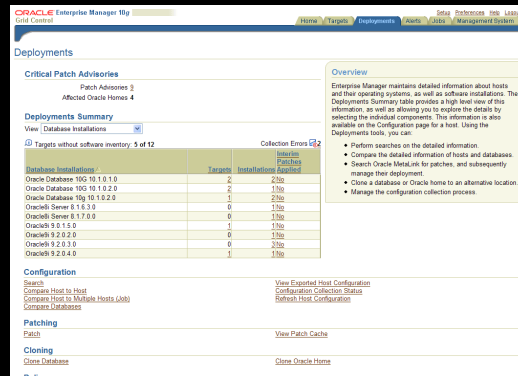 ORACLE Enterprise Manager 10g
Grid Control
Setup Preferences Help Logout
Home Targets Deployments Alerts Jobs Management System
Deployments
Critical Patch Advisories
Patch Advisories 9
Affected Oracle Homes 4
Deployments Summary
View Database Installations
Targets without software inventory: 5 of 12
Collection Errors 2
Database Installations Targets Installations Interim Patches Applied
Oracle Database 10G 10.1.0.1.0 2 2 No
Oracle Database 10G 10.1.0.2.0 2 1 No
Oracle Database 10g 10.1.0.2.0 1 2 No
Oracle8i Server 8.1.6.3.0 0 1 No
Oracle8i Server 8.1.7.0.0 0 1 No
Oracle9i 9.0.1.5.0 1 1 No
Oracle9i 9.2.0.2.0 0 1 No
Oracle9i 9.2.0.3.0 0 3 No
Oracle9i 9.2.0.4.0 1 1 No
Overview
Enterprise Manager maintains detailed information about hosts
and their operating systems, as well as software installations. The
Deployments Summary table provides a high level view of this
information, as well as allowing you to explore the details by
selecting the individual components. This information is also
available on the Configuration page for a host. Using the
Deployments tools, you can:
Perform searches on the detailed information.
Compare the detailed information of hosts and databases.
Search Oracle MetaLink for patches, and subsequently
manage their deployment.
Clone a database or Oracle home to an alternative location.
Manage the configuration collection process.
Configuration
Search
Compare Host to Host
Compare Host to Multiple Hosts (Job)
Compare Databases
View Exported Host Configuration
Configuration Collection Status
Refresh Host Configuration
Patching
Patch
View Patch Cache
Cloning
Clone Database
Clone Oracle Home